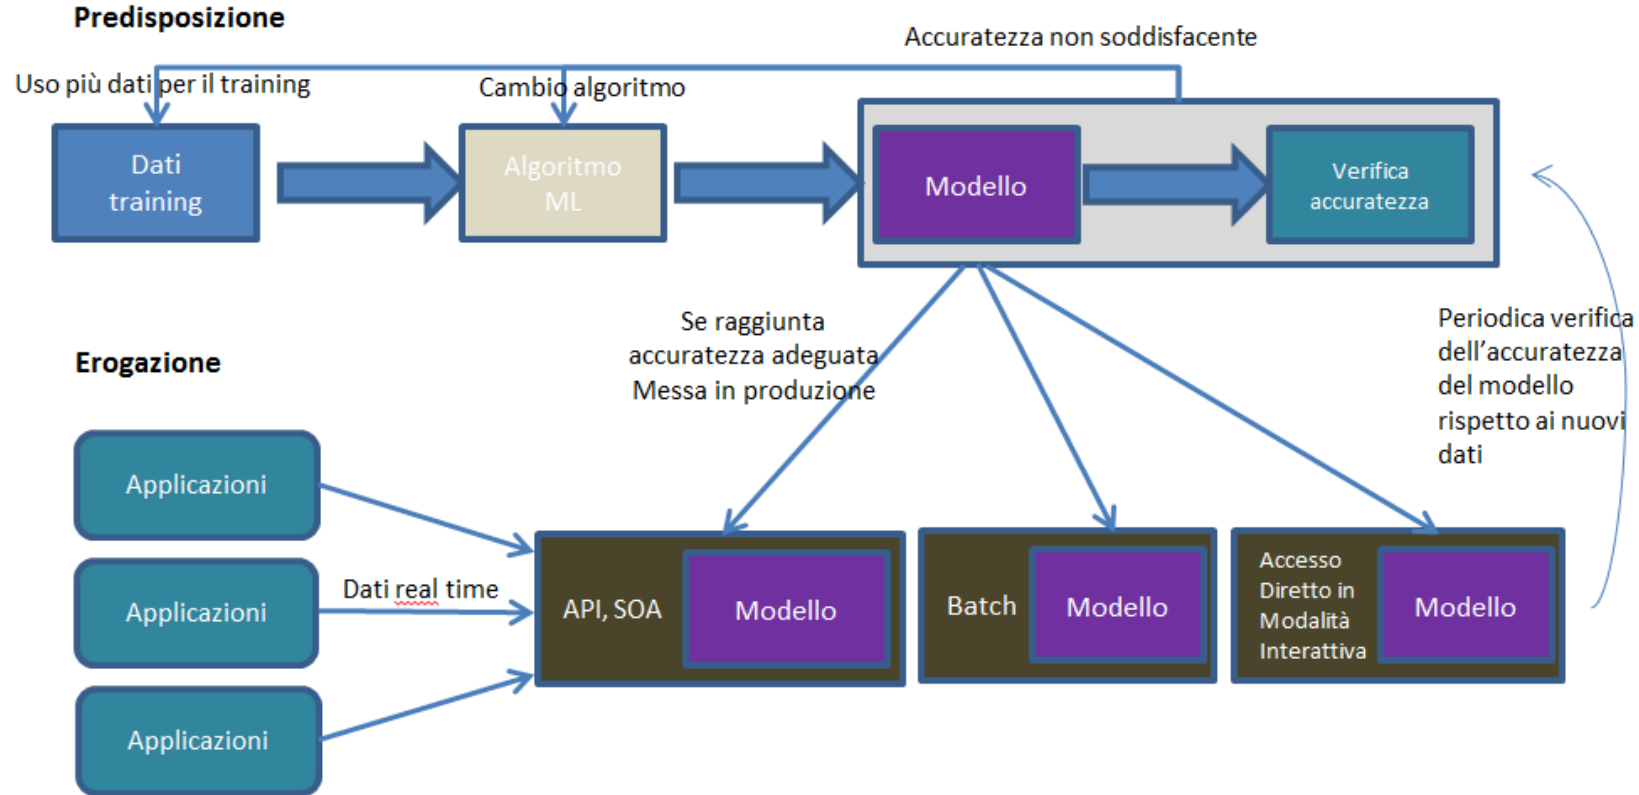 Predisposizione
Accuratezza non soddisfacente
Uso più dati per il training
Cambio algoritmo
Dati
training
Algoritmo
ML
Modello
Verifica
accuratezza
Se raggiunta
accuratezza adeguata
Messa in produzione
Periodica verifica
dell'accuratezza
del modello
rispetto ai nuovi
dati
Erogazione
Applicazioni
Applicazioni
Applicazioni
Dati real time
API, SOA
Modello
Batch
Modello
Accesso
Diretto in
Modalità
Interattiva
Modello